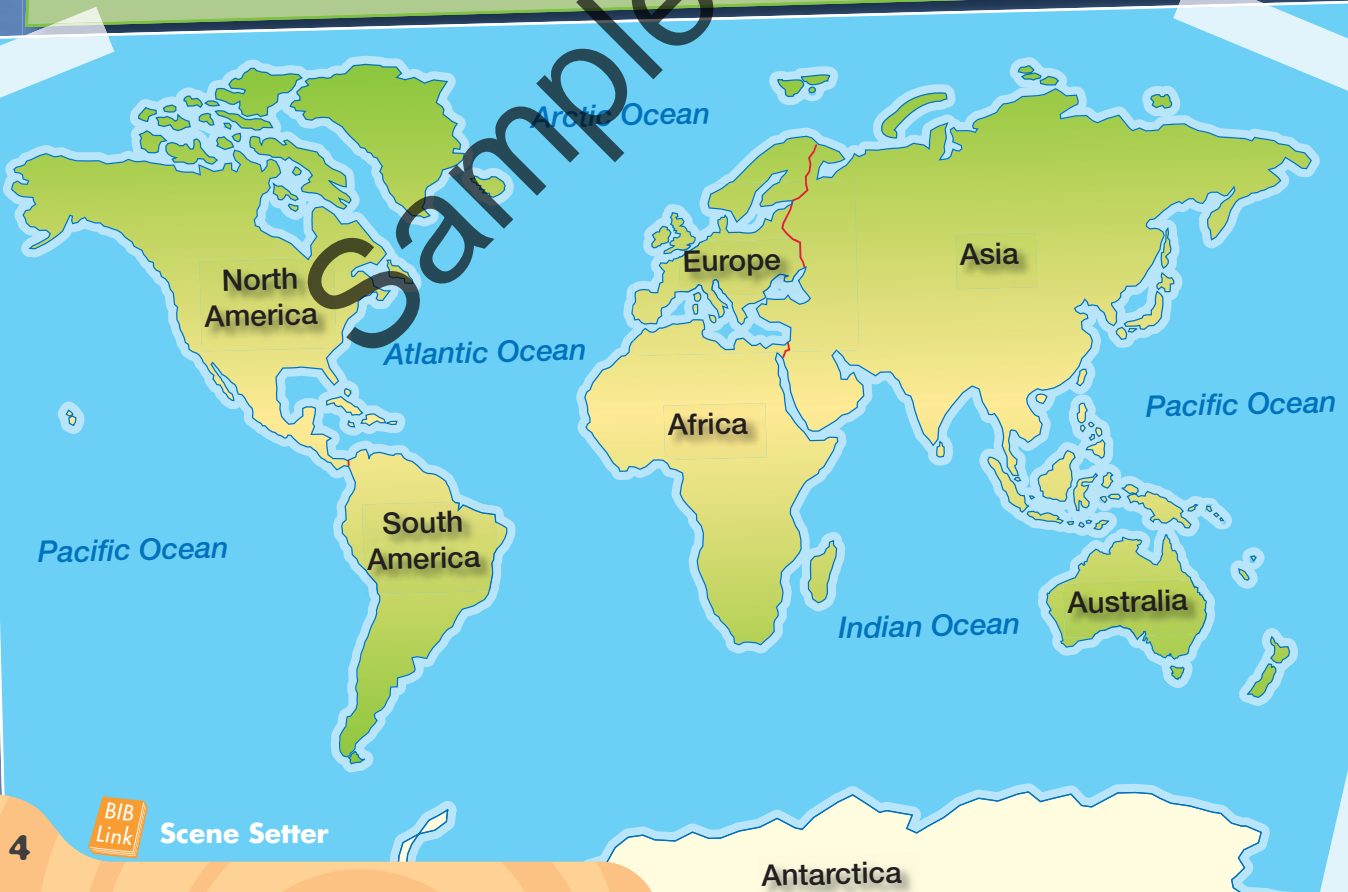 Sample
Arctic Ocean
North
America
Europe
Asia
Atlantic Ocean
Africa
Pacific Ocean
South
America
Pacific Ocean
Indian Ocean
Australia
Antarctica
BIB
Link
Scene Setter
4